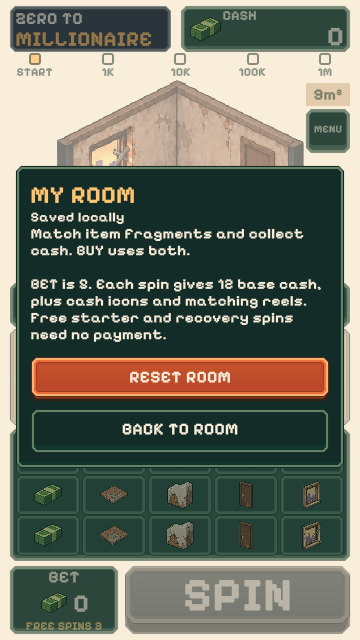 ZERO TO
MILLIONAIRE
CASH
0
START
1K
10K
100K
1M
9m²
MENU
MY ROOM
Saved locally
Match item fragments and collect
cash. BUY uses both.
BET is 8. Each spin gives 18 base cash,
plus cash icons and matching reels.
Free starter and recovery spins
need no payment.
RESET ROOM
BACK TO ROOM
BET
0
FREE SPINS 8
SPIN